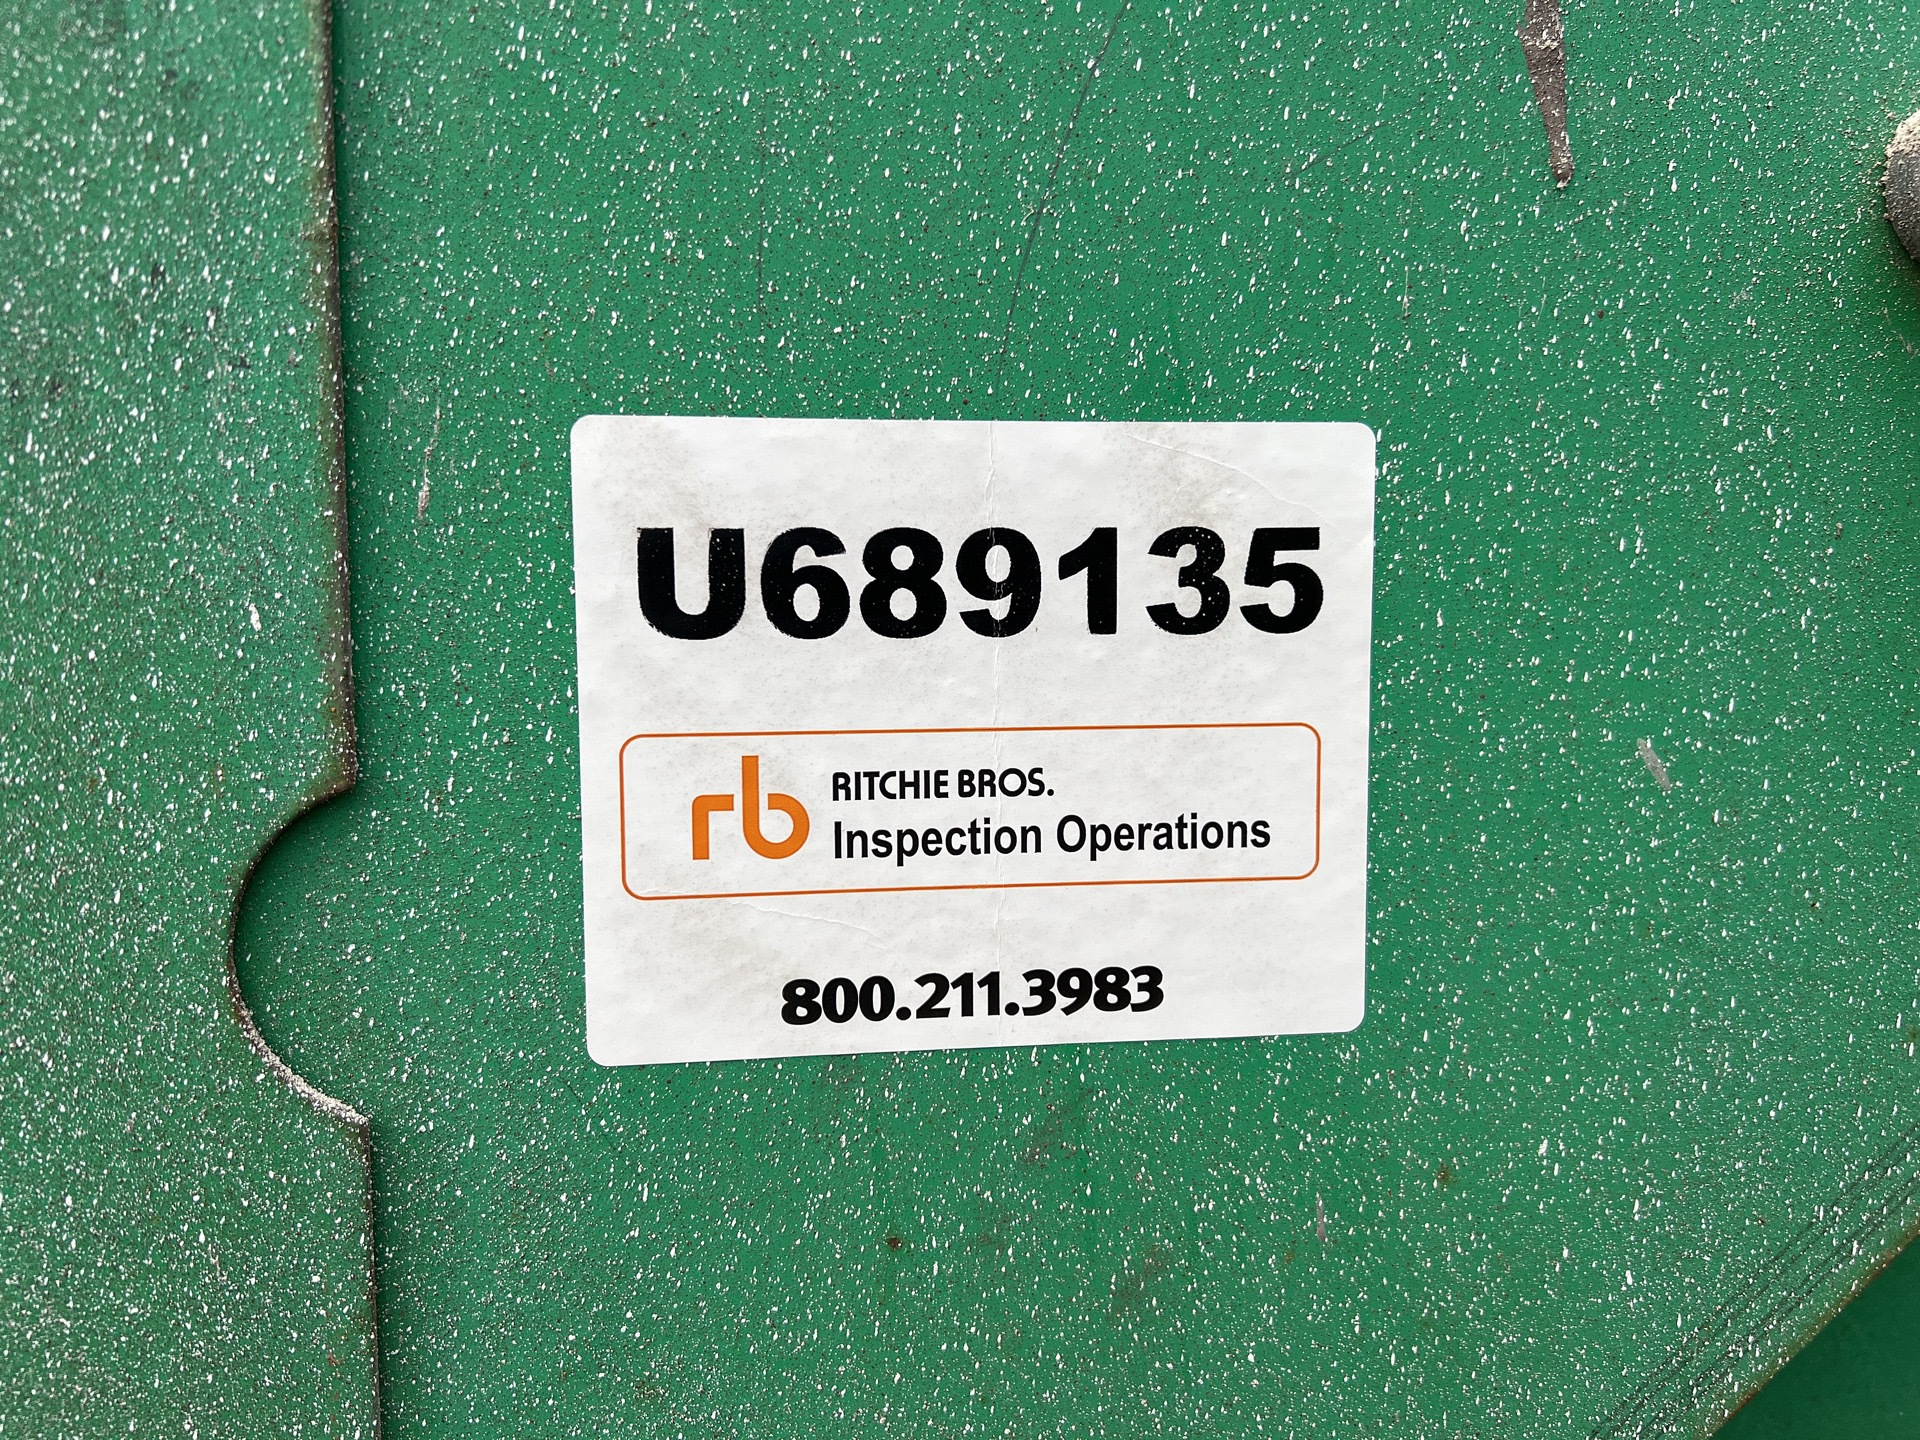 U689135
rb
RITCHIE BROS.
Inspection Operations
800.211.3983